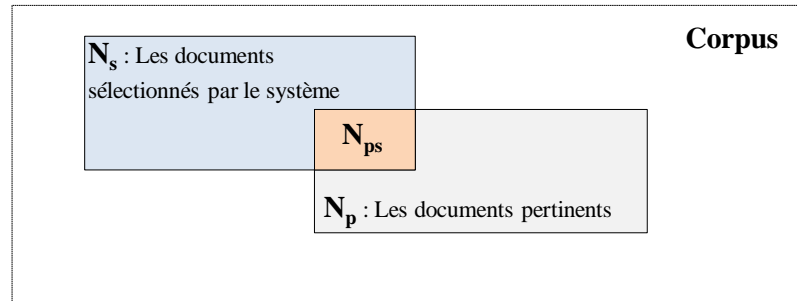 Corpus
Ns : Les documents
sélectionnés par le système
Nps
Np : Les documents pertinents